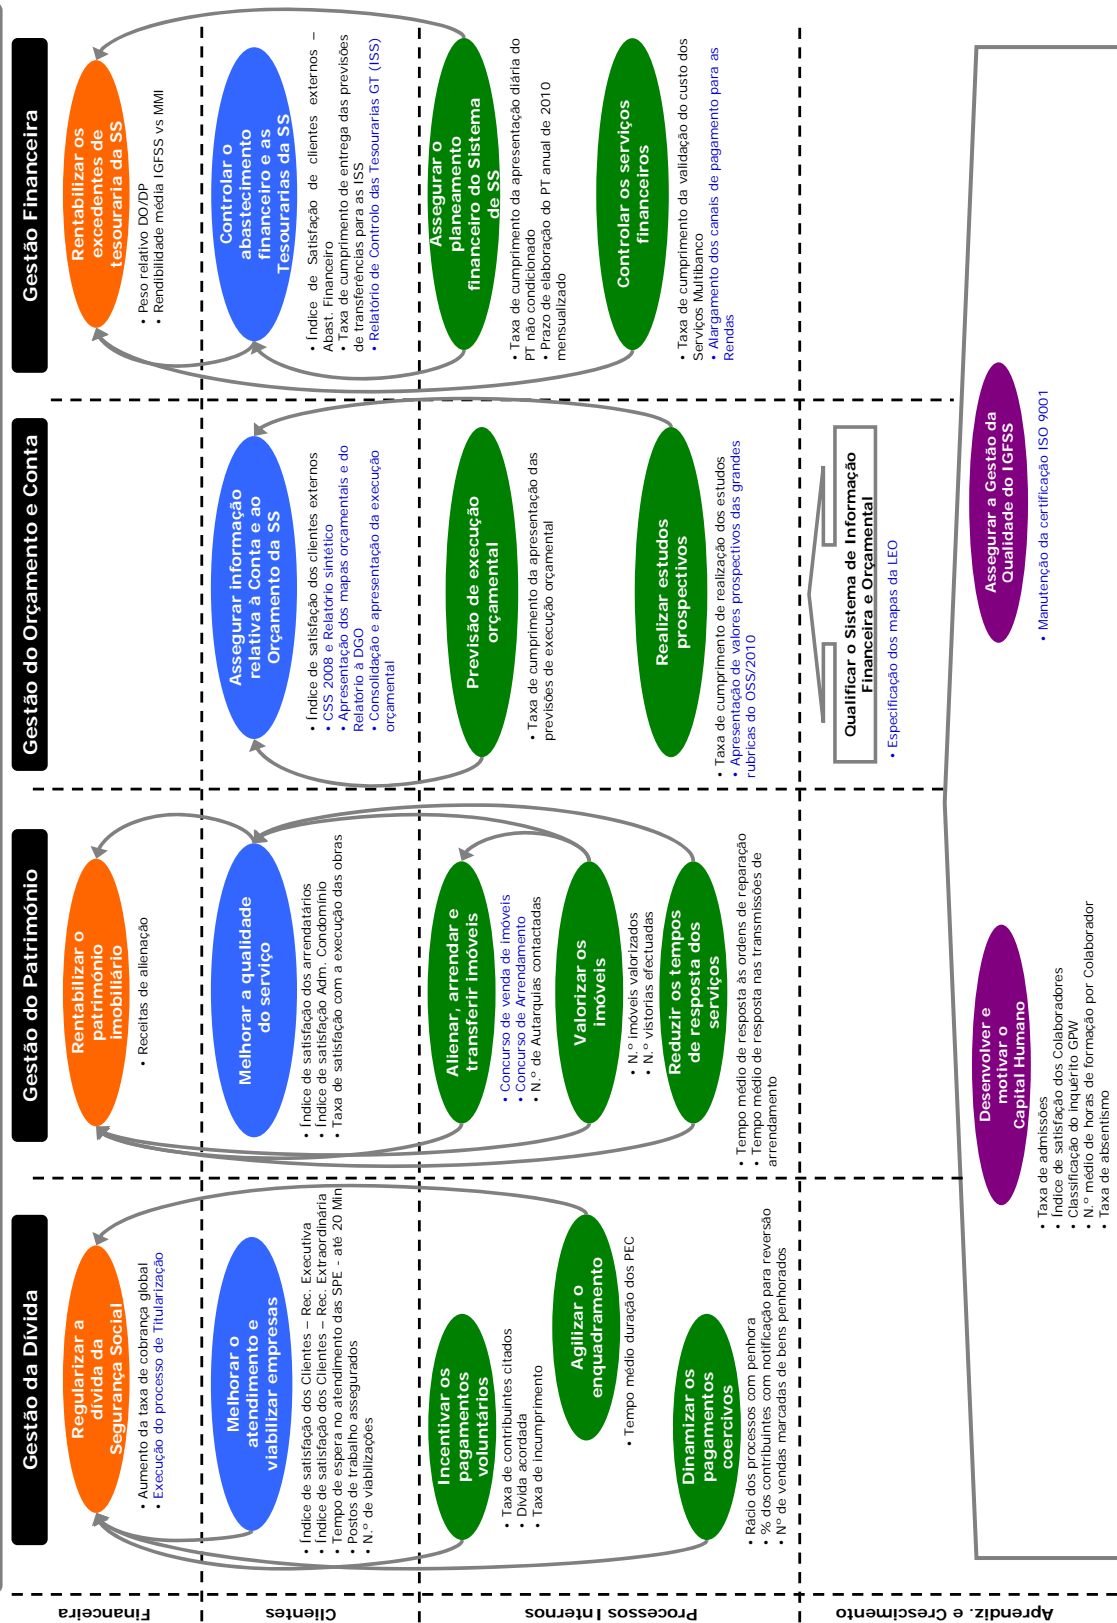 Gestão da Dívida
Gestão do Património
Gestão do Orçamento e Conta
Gestão Financeira
Financeira
Regularizar a
dívida da
Segurança Social
• Aumento da taxa de cobrança global
• Execução do processo de Titularização
Rentabilizar o
património
imobiliário
• Receitas de alienação
Rentabilizar os
excedentes de
tesouraria da SS
• Peso relativo DO/DP
• Rendibilidade média IGFSS vs MMI
Clientes
Melhorar o
atendimento e
viabilizar empresas
• Índice de satisfação dos Clientes – Rec. Executiva
• Índice de satisfação dos Clientes – Rec. Extraordinária
• Tempo de espera no atendimento das SPE - até 20 Min
• Postos de trabalho assegurados
• N.º de viabilizações
Melhorar a qualidade
do serviço
• Índice de satisfação dos arrendatários
• Índice de satisfação Adm. Condomínio
• Taxa de satisfação com a execução das obras
Assegurar informação
relativa à Conta e ao
Orçamento da SS
• Índice de satisfação dos clientes externos
• CSS 2008 e Relatório sintético
• Apresentação dos mapas orçamentais e do
Relatório à DGO
• Consolidação e apresentação da execução
orçamental
Controlar o
abastecimento
financeiro e as
Tesourarias da SS
• Índice de Satisfação de clientes externos –
Abast. Financeiro
• Taxa de cumprimento de entrega das previsões
de transferências para as ISS
• Relatório de Controlo das Tesourarias GT (ISS)
Processos Internos
Incentivar os
pagamentos
voluntários
• Taxa de contribuintes citados
• Dívida acordada
• Taxa de incumprimento
Agilizar o
enquadramento
• Tempo médio duração dos PEC
Dinamizar os
pagamentos
coercivos
• Rácio dos processos com penhora
• % dos contribuintes com notificação para reversão
• Nº de vendas marcadas de bens penhorados
Alienar, arrendar e
transferir imóveis
• Concurso de venda de imóveis
• Concurso de Arrendamento
• N.º de Autarquias contactadas
Valorizar os
imóveis
• N.º imóveis valorizados
• N.º vistorias efectuadas
Reduzir os tempos
de resposta dos
serviços
• Tempo médio de resposta às ordens de reparação
• Tempo médio de resposta nas transmissões de
arrendamento
Previsão de execução
orçamental
• Taxa de cumprimento da apresentação das
previsões de execução orçamental
Realizar estudos
prospectivos
• Taxa de cumprimento de realização dos estudos
• Apresentação de valores prospectivos das grandes
rubricas do OSS/2010
Assegurar o
planeamento
financeiro do Sistema
de SS
• Taxa de cumprimento da apresentação diária do
PT não condicionado
• Prazo de elaboração do PT anual de 2010
mensualizado
Controlar os serviços
financeiros
• Taxa de cumprimento da validação do custo dos
Serviços Multibanco
• Alargamento dos canais de pagamento para as
Rendas
Aprendiz. e Crescimento
Qualificar o Sistema de Informação
Financeira e Orçamental
• Especificação dos mapas da LEO
Desenvolver e
motivar o
Capital Humano
• Taxa de admissões
• Índice de satisfação dos Colaboradores
• Classificação do inquérito GPW
• N.º médio de horas de formação por Colaborador
• Taxa de absentismo
Assegurar a Gestão da
Qualidade do IGFSS
• Manutenção da certificação ISO 9001